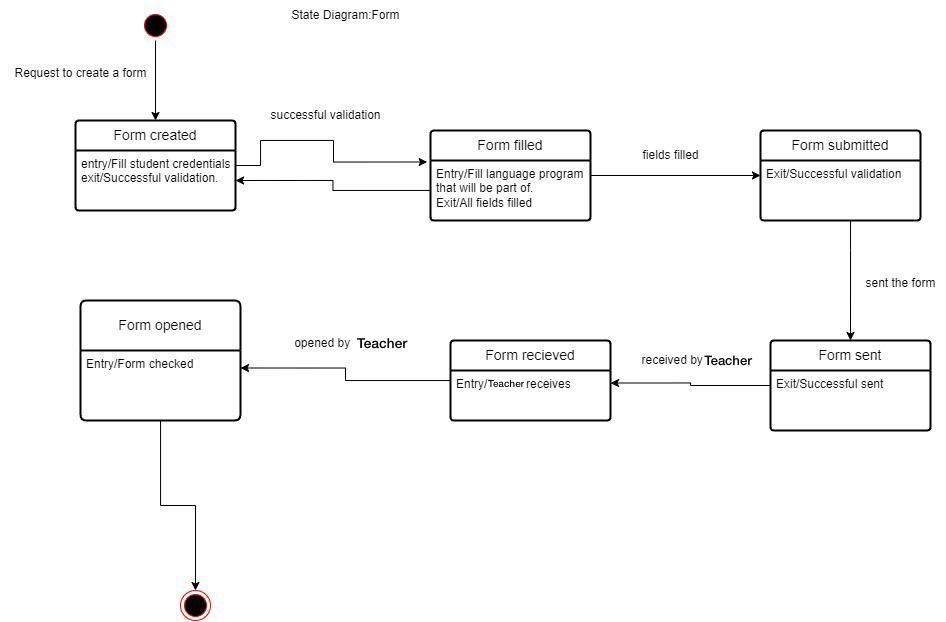 State Diagram:Form
Request to create a form
Form created
entry/Fill student credentials
exit/Successful validation.
successful validation
Form filled
Entry/Fill language program
that will be part of.
Exit/All fields filled
fields filled
Form submitted
Exit/Successful validation
sent the form
Form sent
Exit/Successful sent
received by Teacher
Form recieved
Entry/Teacher receives
opened by Teacher
Form opened
Entry/Form checked